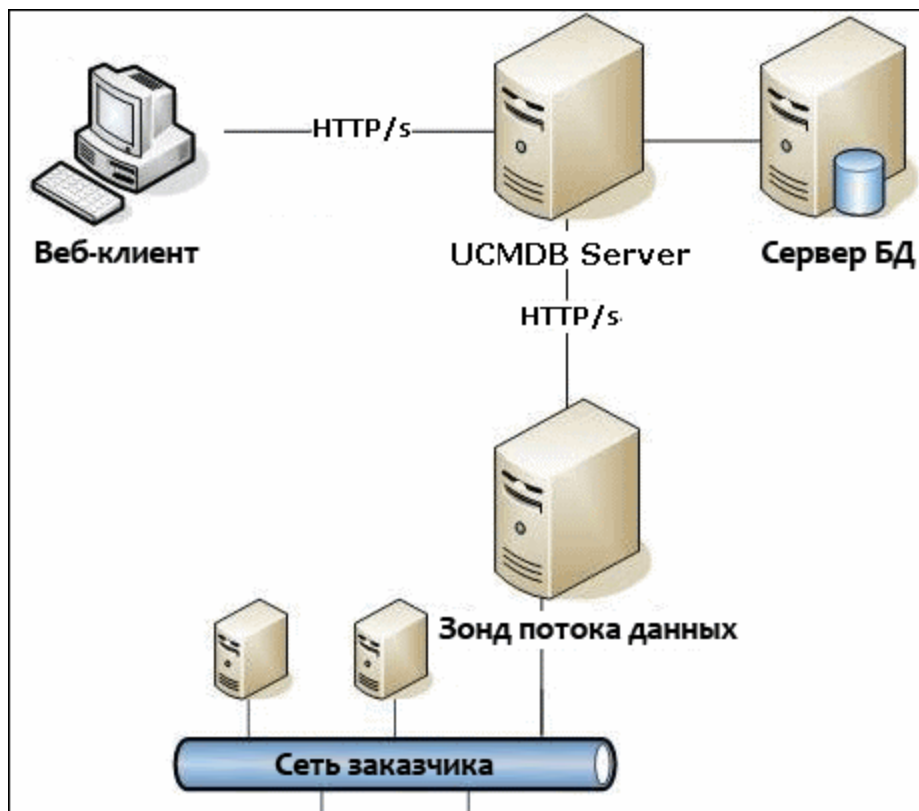 HTTP/s
Веб-клиент
UCMDB Server
Сервер БД
HTTP/s
Зонд потока данных
Сеть заказчика